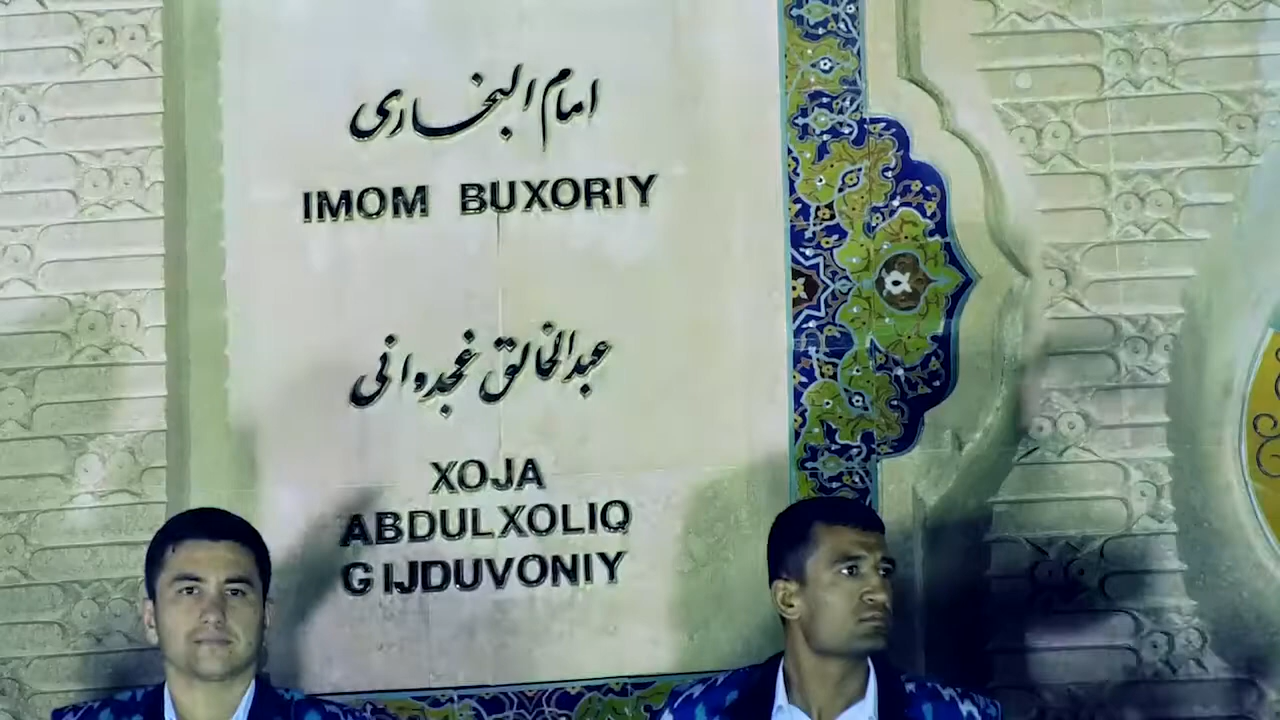 امام البخاری
IMOM BUXORIY
عبدالخالق غجدوانی
XOJA
ABDULXOLIQ
GIJDUVONIY